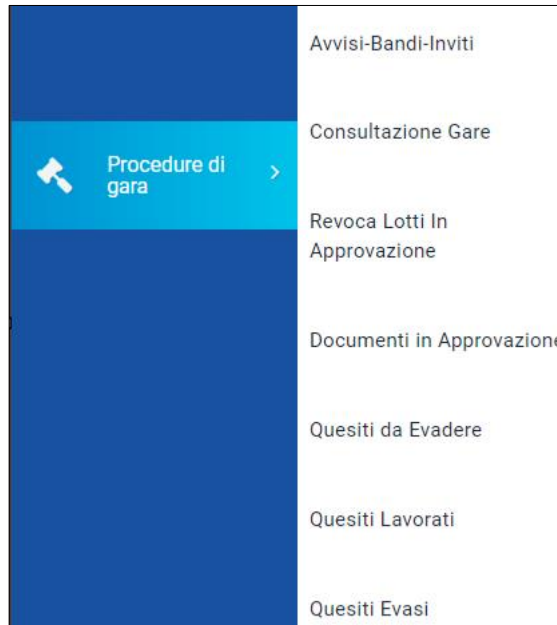 Procedure di
gara
Avvisi-Bandi-Inviti
Consultazione Gare
Revoca Lotti In
Approvazione
Documenti in Approvazione
Quesiti da Evadere
Quesiti Lavorati
Quesiti Evasi